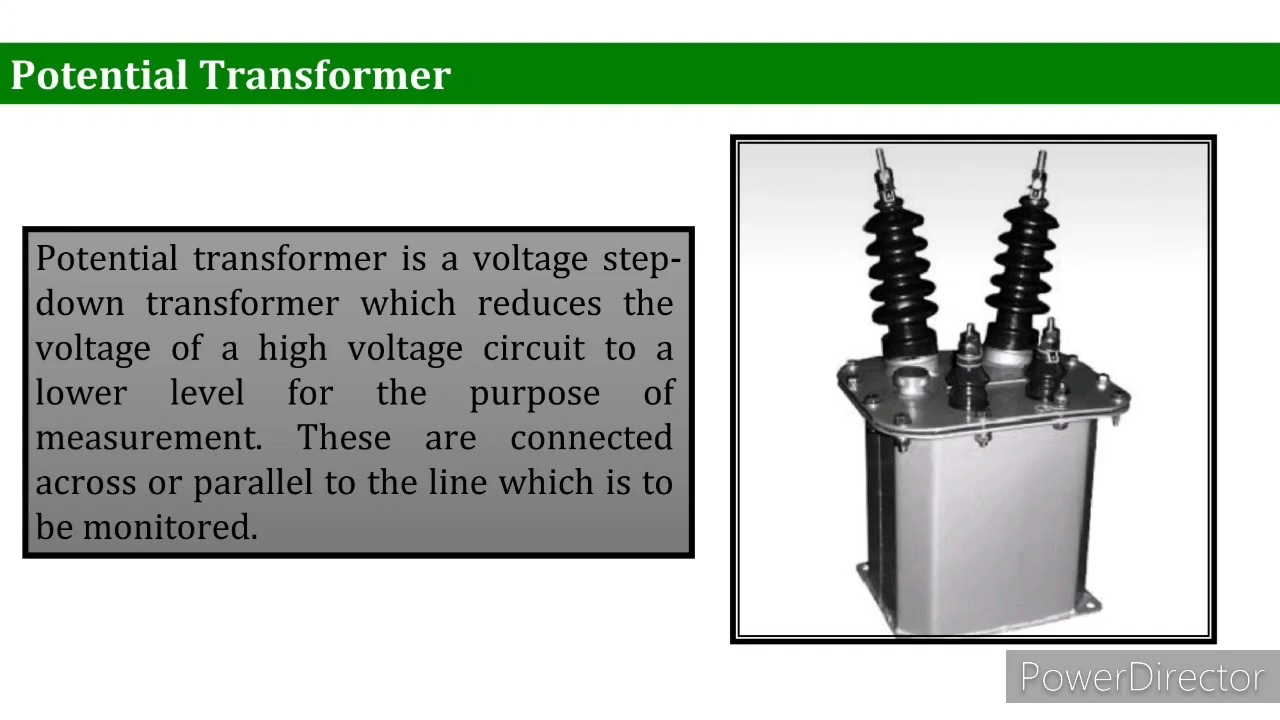 Potential Transformer
Potential transformer is a voltage step-
down transformer which reduces the
voltage of a high voltage circuit to a
lower level for the purpose of
measurement. These are connected
across or parallel to the line which is to
be monitored.
PowerDirector